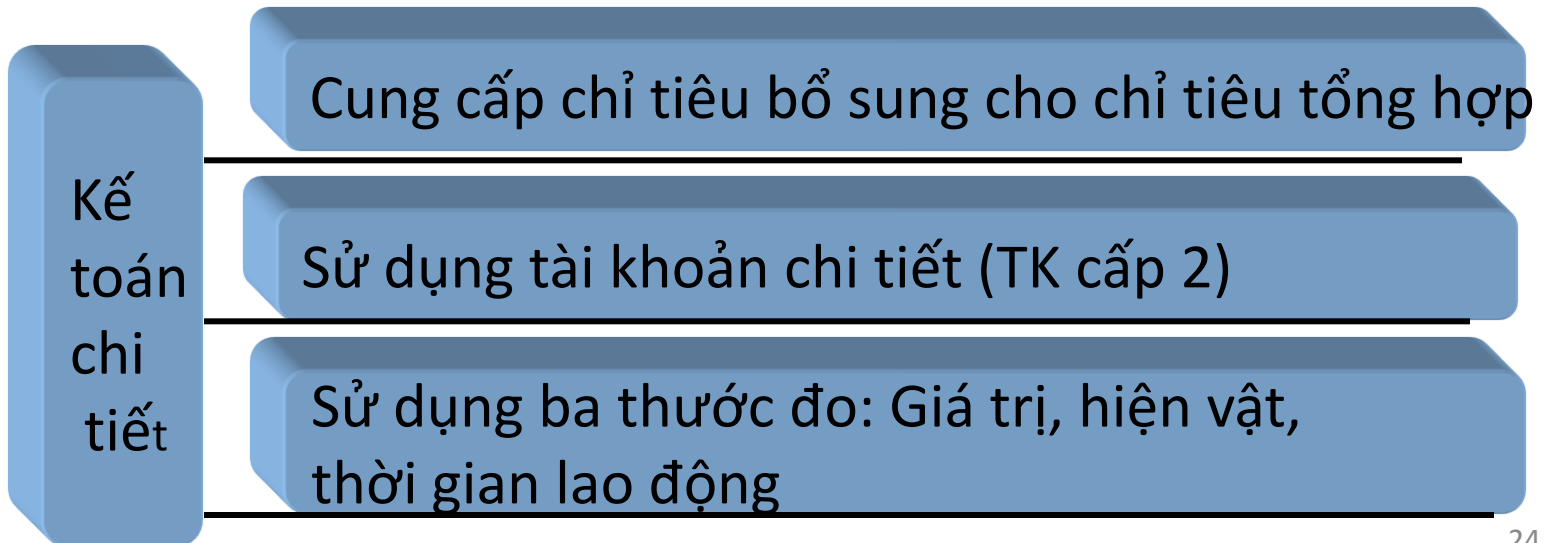 Kế
toán
chi
tiết
Cung cấp chỉ tiêu bổ sung cho chỉ tiêu tổng hợp
Sử dụng tài khoản chi tiết (TK cấp 2)
Sử dụng ba thước đo: Giá trị, hiện vật,
thời gian lao động
24